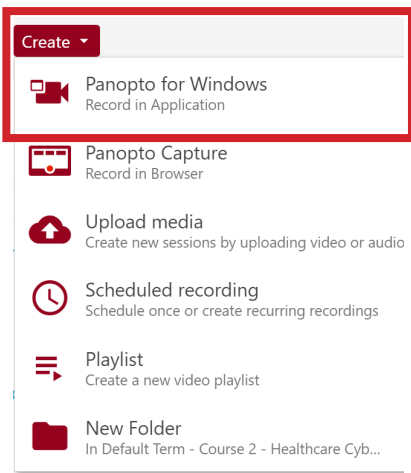 Create
Panopto for Windows
Record in Application
Panopto Capture
Record in Browser
Upload media
Create new sessions by uploading video or audio
Scheduled recording
Schedule once or create recurring recordings
Playlist
Create a new video playlist
New Folder
In Default Term - Course 2 - Healthcare Cyb...